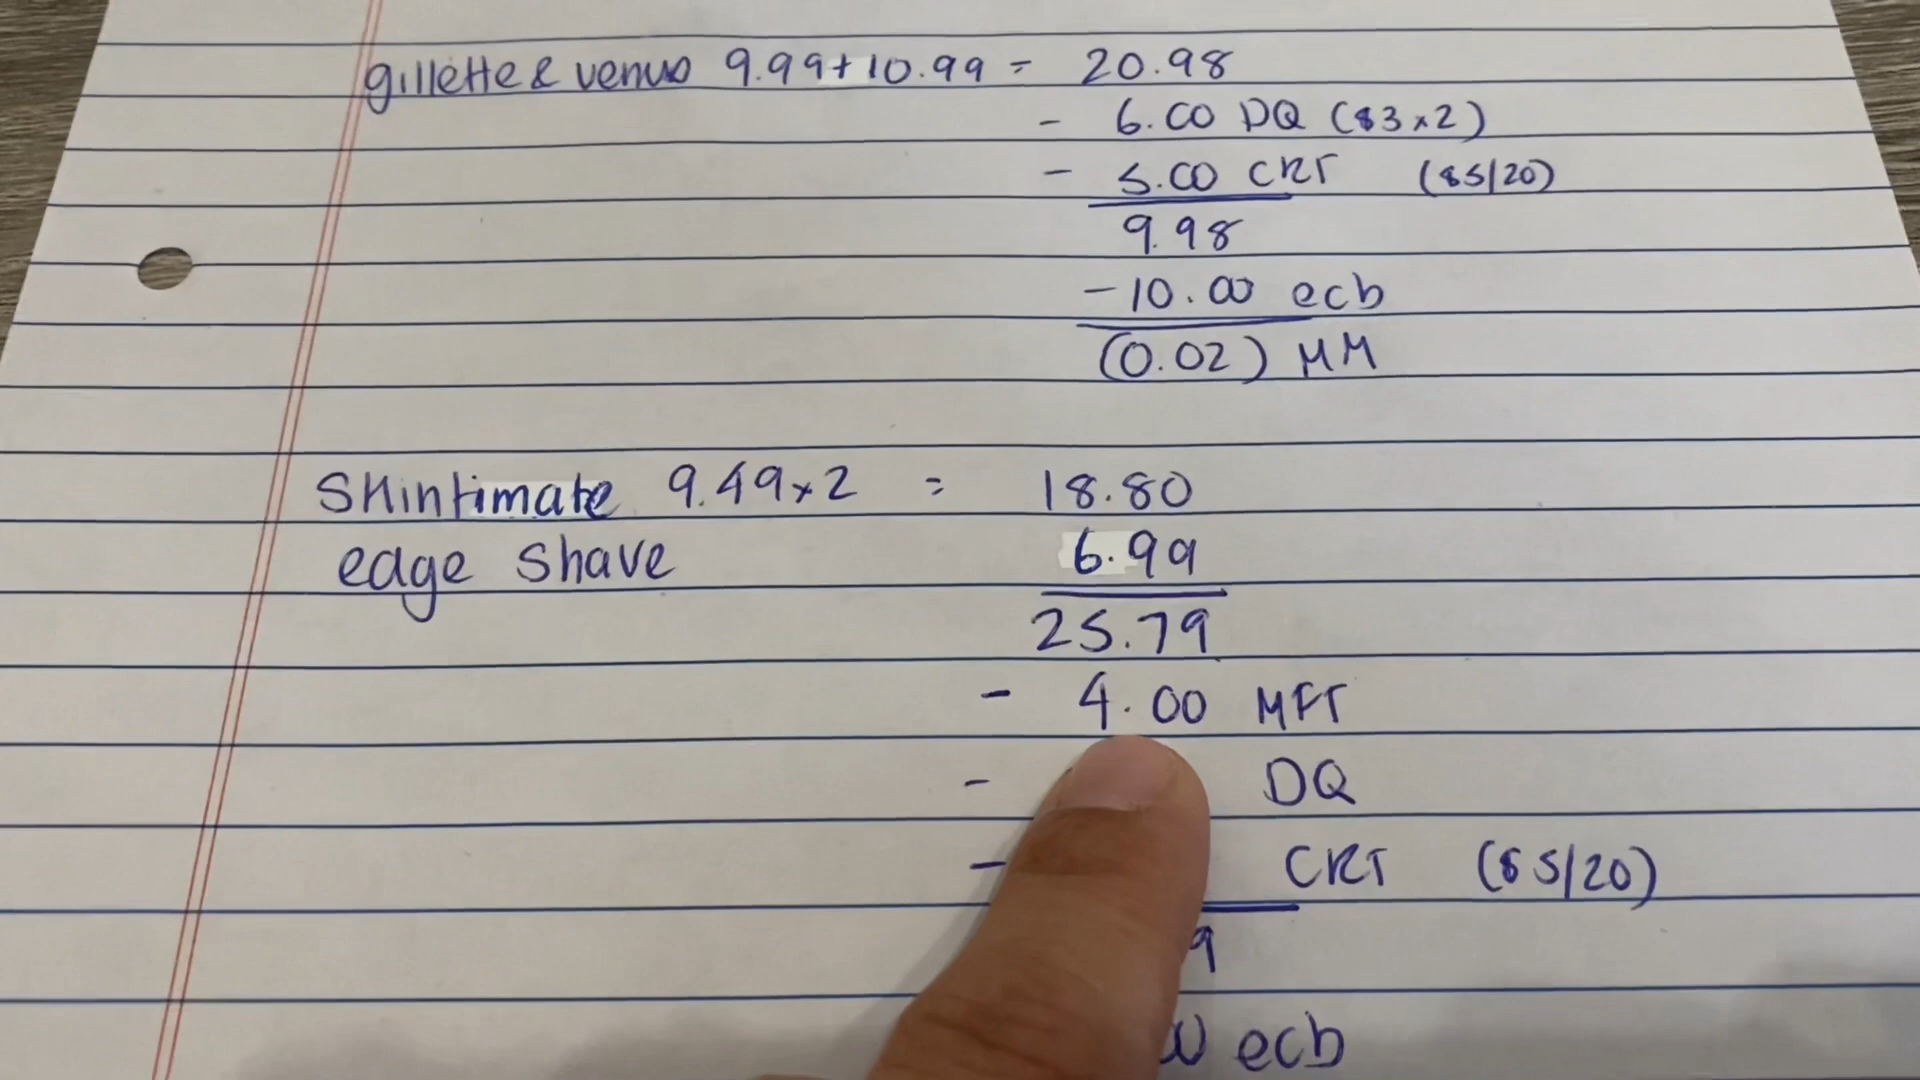 gillette & venus 9.99+10.99 = 20.98
- 6.00 DQ ($3x2)
- 5.00 CRT ($5/20)
9.98
-10.00 ecb
(0.02) MM
Skintimate 9.49x2 = 18.80
edge shave 6.99
25.79
- 4.00 MFT
- DQ
- CRT ($5/20)
9
ecb